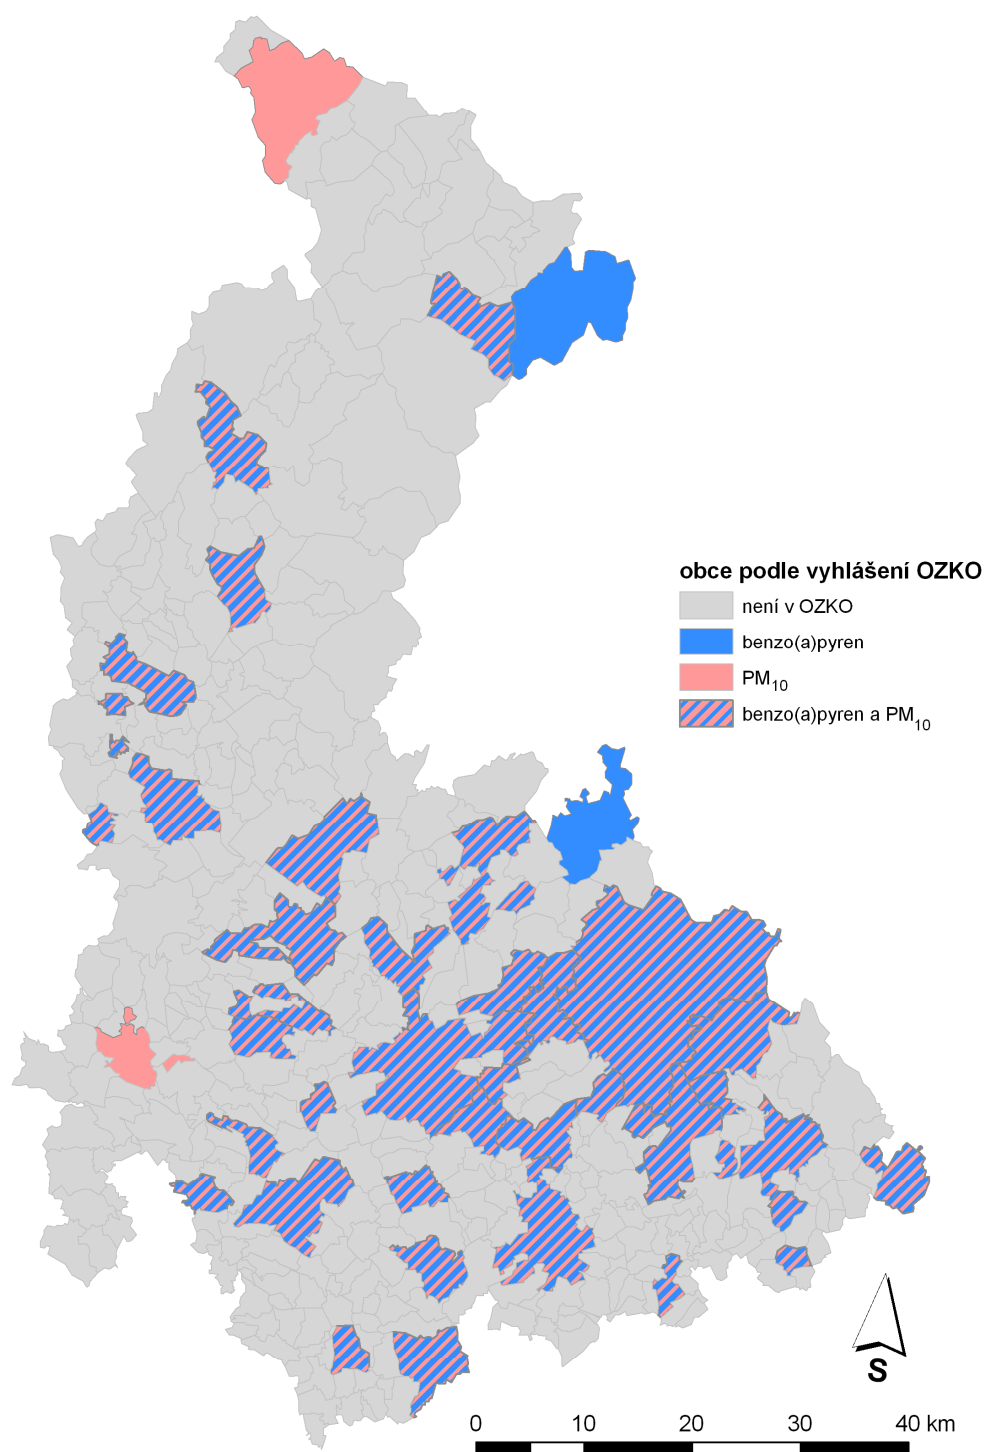 obce podle vyhlášení OZKO
není v OZKO
benzo(a)pyren
PM10
benzo(a)pyren a PM10
S
0 10 20 30 40 km